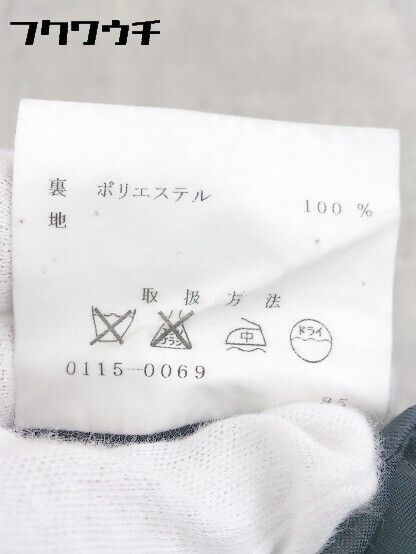 フクワウチ
裏地 ポリエステル 100 %
取扱方法
中 ドライ
0115-0069